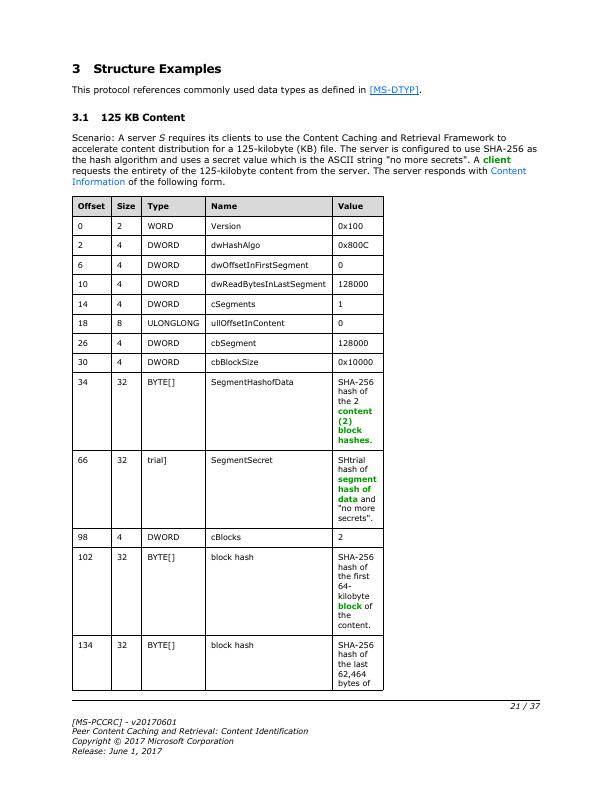 3 Structure Examples
This protocol references commonly used data types as defined in [MS-DTYP].
3.1 125 KB Content
Scenario: A server S requires its clients to use the Content Caching and Retrieval Framework to
accelerate content distribution for a 125-kilobyte (KB) file. The server is configured to use SHA-256 as
the hash algorithm and uses a secret value which is the ASCII string "no more secrets". A client
requests the entirety of the 125-kilobyte content from the server. The server responds with Content
Information of the following form.
Offset Size Type Name Value
0 2 WORD Version 0x100
2 4 DWORD dwHashAlgo 0x800C
6 4 DWORD dwOffsetInFirstSegment 0
10 4 DWORD dwReadBytesInLastSegment 128000
14 4 DWORD cSegments 1
18 8 ULONGLONG ullOffsetInContent 0
26 4 DWORD cbSegment 128000
30 4 DWORD cbBlockSize 0x10000
34 32 BYTE[] SegmentHashofData SHA-256
hash of
the 2
content
(2)
block
hashes.
66 32 trial] SegmentSecret SHtrial
hash of
segment
hash of
data and
"no more
secrets".
98 4 DWORD cBlocks 2
102 32 BYTE[] block hash SHA-256
hash of
the first
64-
kilobyte
block of
the
content.
134 32 BYTE[] block hash SHA-256
hash of
the last
62,464
bytes of
21 / 37
[MS-PCCRC] - v20170601
Peer Content Caching and Retrieval: Content Identification
Copyright © 2017 Microsoft Corporation
Release: June 1, 2017